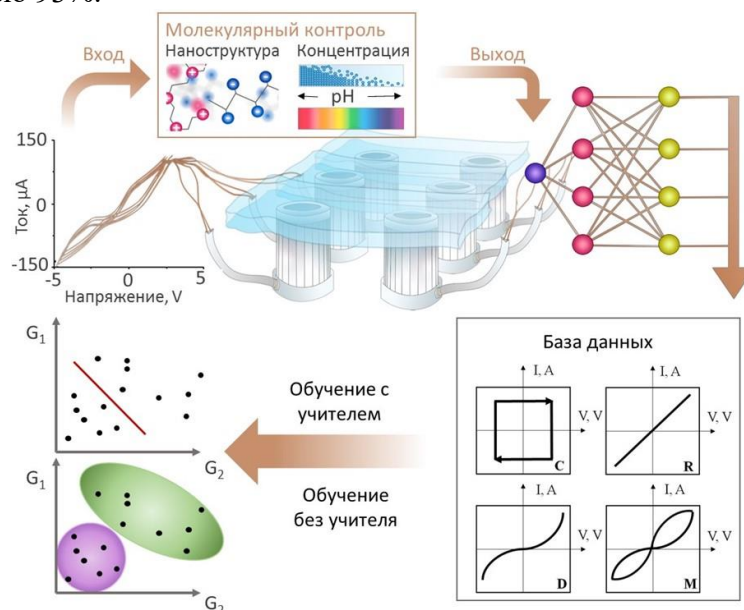 95%.
Молекулярный контроль
Вход
Наноструктура
Концентрация
Выход
pH
150
0
-150
Ток, μA
-5
0
5
Напряжение, V
G₁
G₂
Обучение с
учителем
Обучение
без учителя
G₁
G₂
База данных
I, A
V, V
C
I, A
V, V
R
I, A
V, V
D
I, A
V, V
M